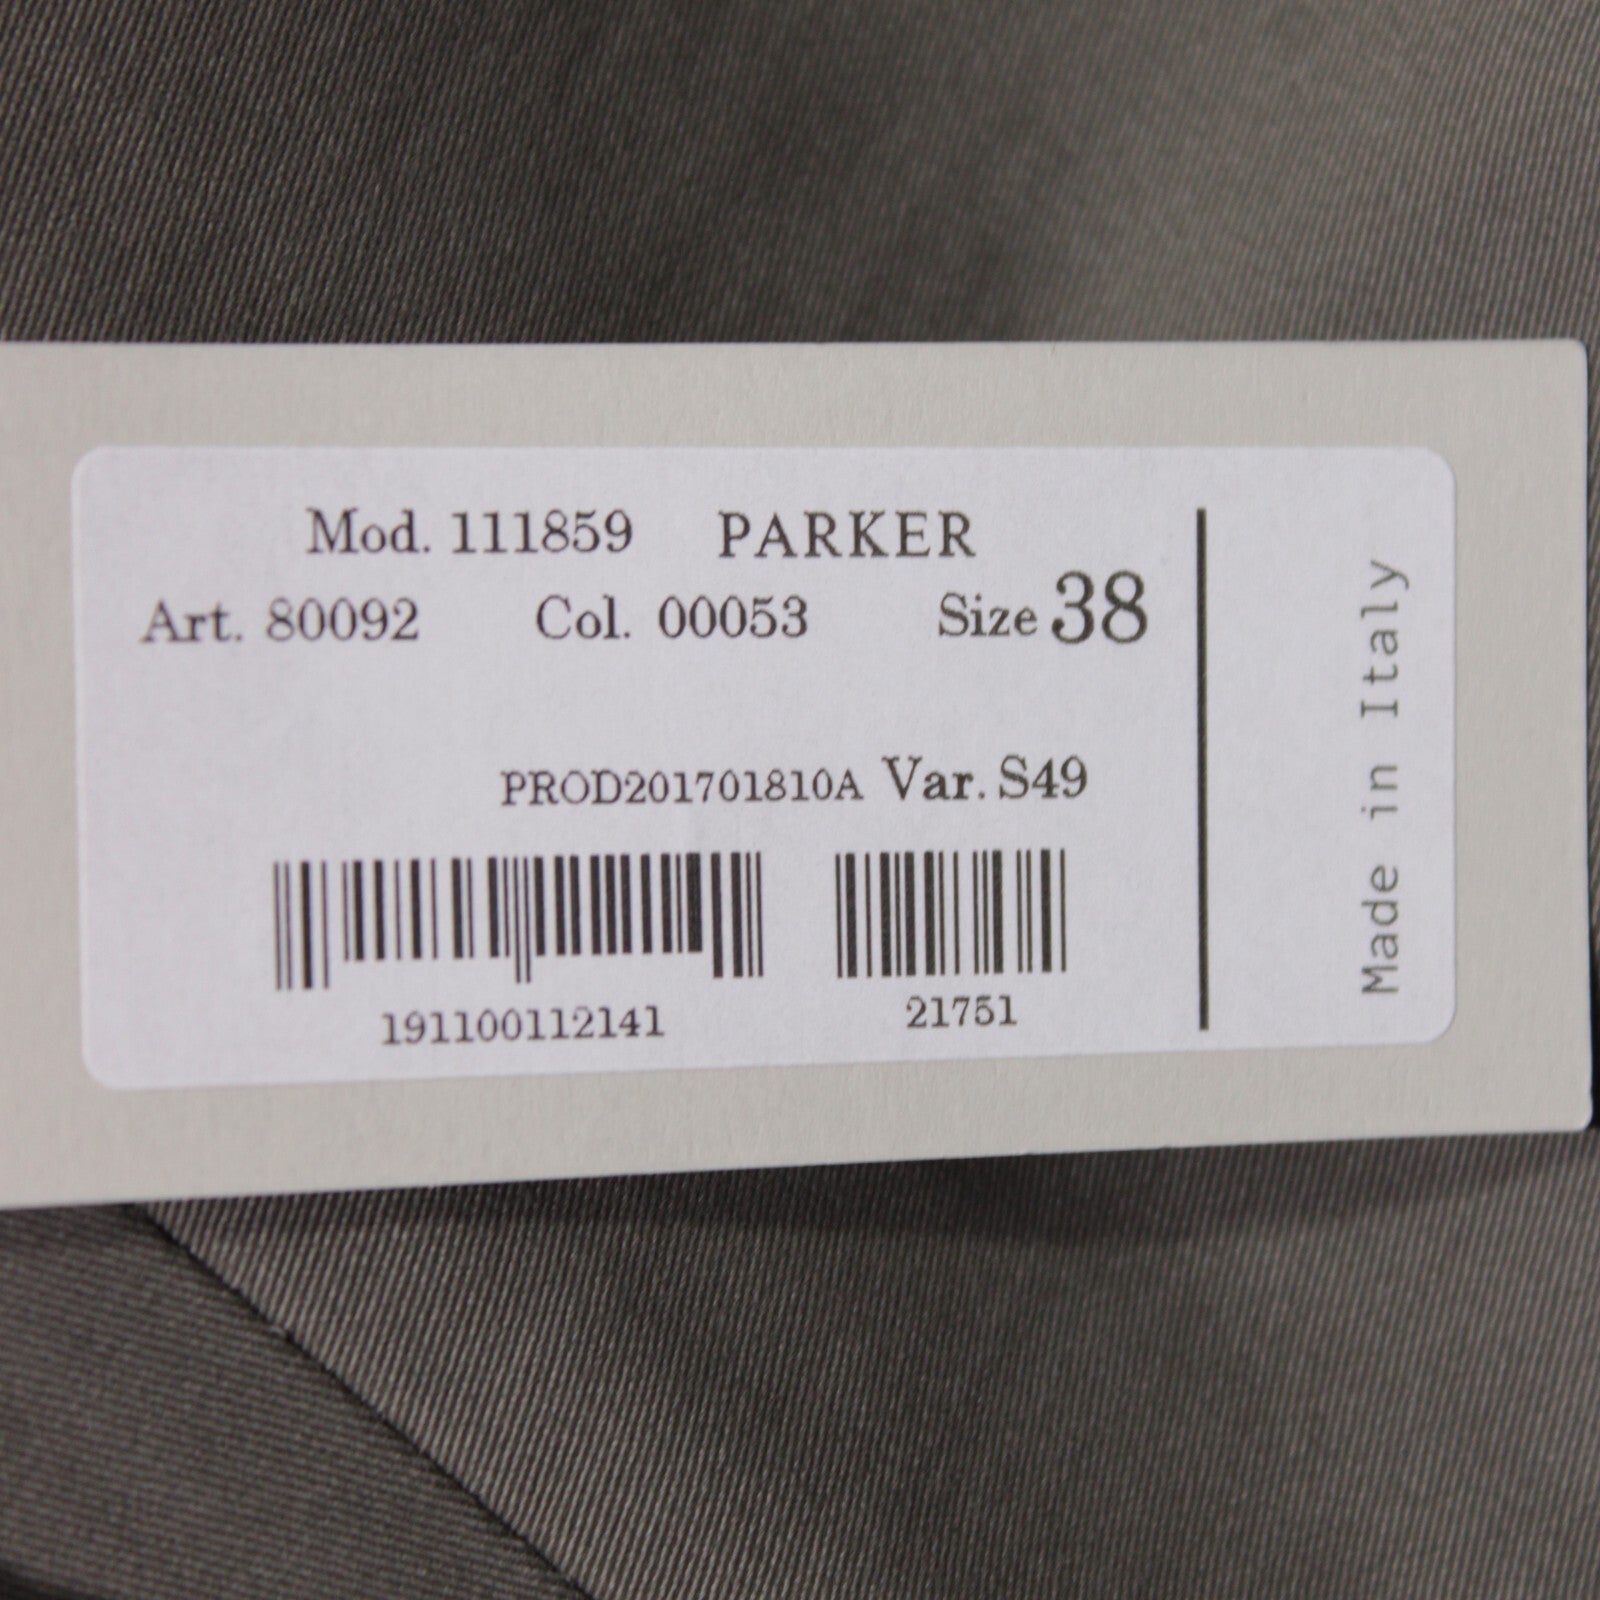 Mod. 111859 PARKER
Art. 80092 Col. 00053 Size 38
PROD201701810A Var. S49
191100112141 21751
Made in Italy